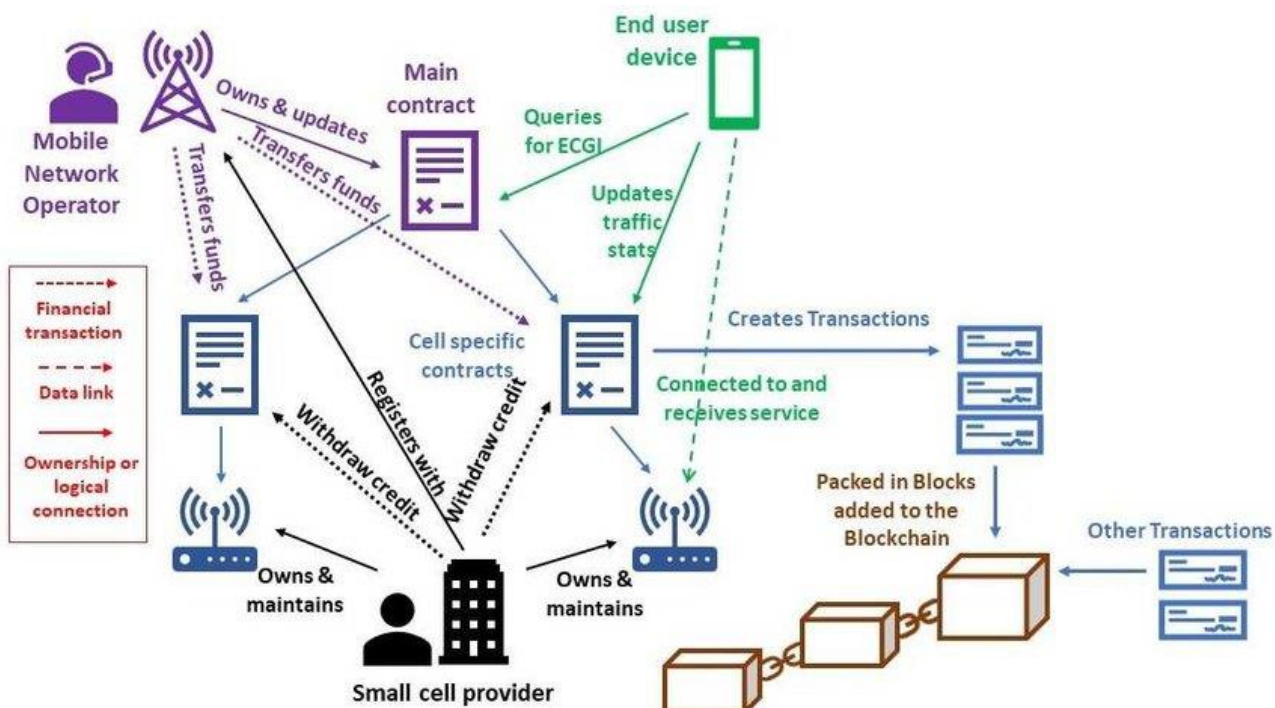 End user
device
Main
contract
Owns & updates
Queries
for ECGI
Mobile
Network
Operator
Transfers funds
Transfers funds
Updates
traffic
stats
Financial
transaction
Data link
Ownership or
logical
connection
Cell specific
contracts
Creates Transactions
Registers with
Connected to and
receives service
Withdraw credit
Withdraw credit
Packed in Blocks
added to the
Blockchain
Other Transactions
Owns &
maintains
Owns &
maintains
Small cell provider